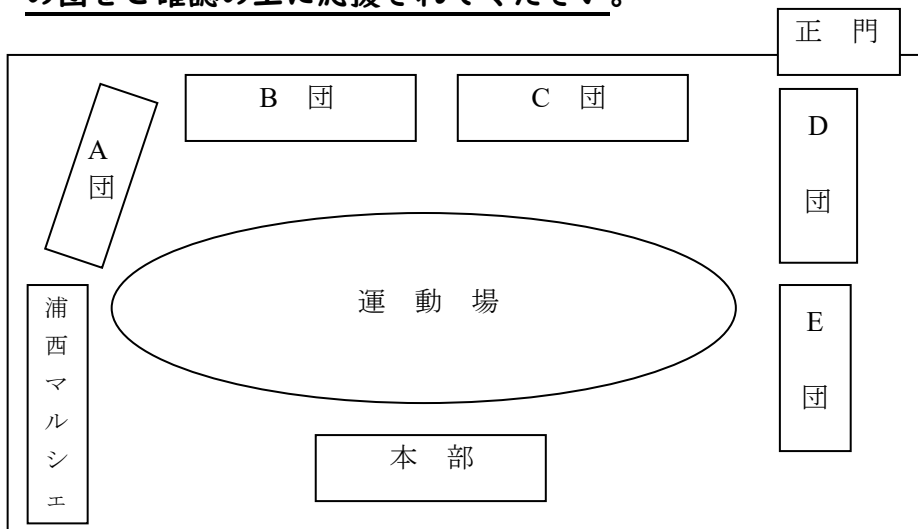 の図をご確認の上に応援されてください。
正　門
B　団
C　団
D
団
A
団
浦西マルシェ
運　動　場
E
団
本　部